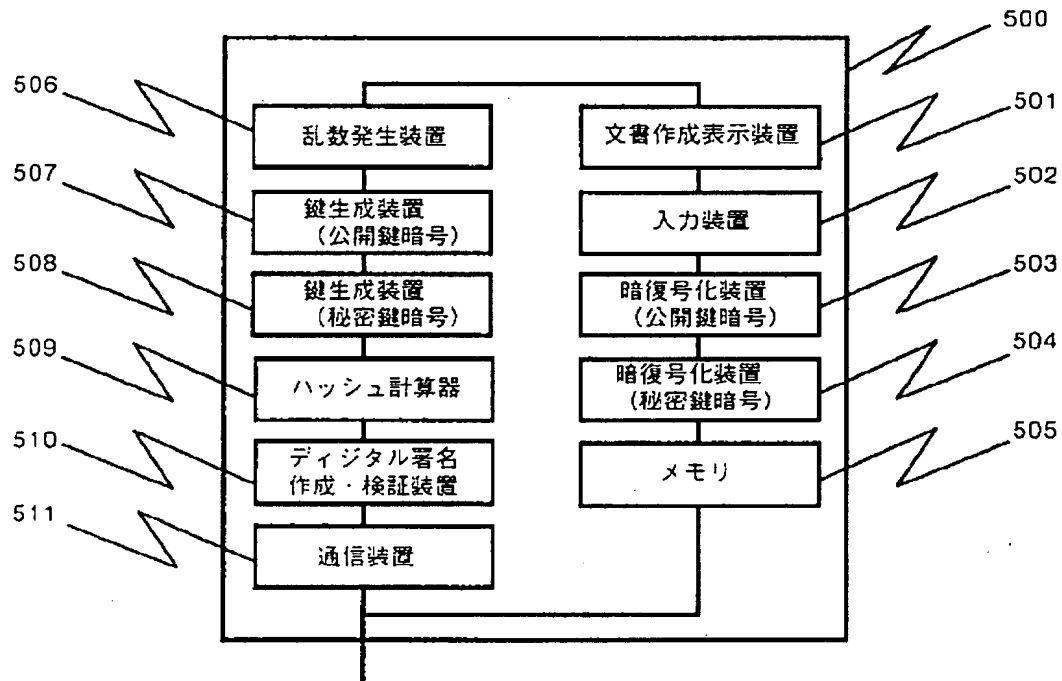 500
506
乱数発生装置
文書作成表示装置
501
507
鍵生成装置
(公開鍵暗号)
入力装置
502
508
鍵生成装置
(秘密鍵暗号)
暗復号化装置
(公開鍵暗号)
503
509
ハッシュ計算器
暗復号化装置
(秘密鍵暗号)
504
510
ディジタル署名
作成・検証装置
メモリ
505
511
通信装置